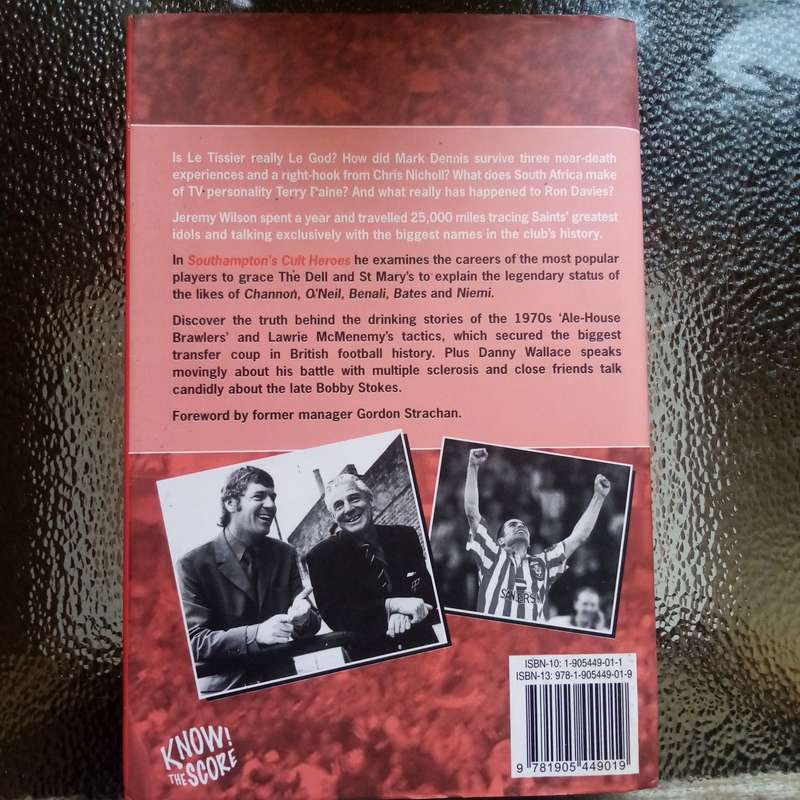 Is Le Tissier really Le God? How did Mark Dennis survive three near-death
experiences and a right-hook from Chris Nicholl? What does South Africa make
of TV personality Terry Paine? And what really has happened to Ron Davies?
Jeremy Wilson spent a year and travelled 25,000 miles tracing Saints' greatest
idols and talking exclusively with the biggest names in the club's history.
In Southampton's Cult Heroes he examines the careers of the most popular
players to grace The Dell and St Mary's to explain the legendary status of
the likes of Channon, O'Neil, Benali, Bates and Niemi.
Discover the truth behind the drinking stories of the 1970s 'Ale-House
Brawlers' and Lawrie McMenemy's tactics, which secured the biggest
transfer coup in British football history. Plus Danny Wallace speaks
movingly about his battle with multiple sclerosis and close friends talk
candidly about the late Bobby Stokes.
Foreword by former manager Gordon Strachan.
SANDERSON
KNOW!
THE SCORE
ISBN-10: 1-905449-01-1
ISBN-13: 978-1-905449-01-9
9 781905 449019